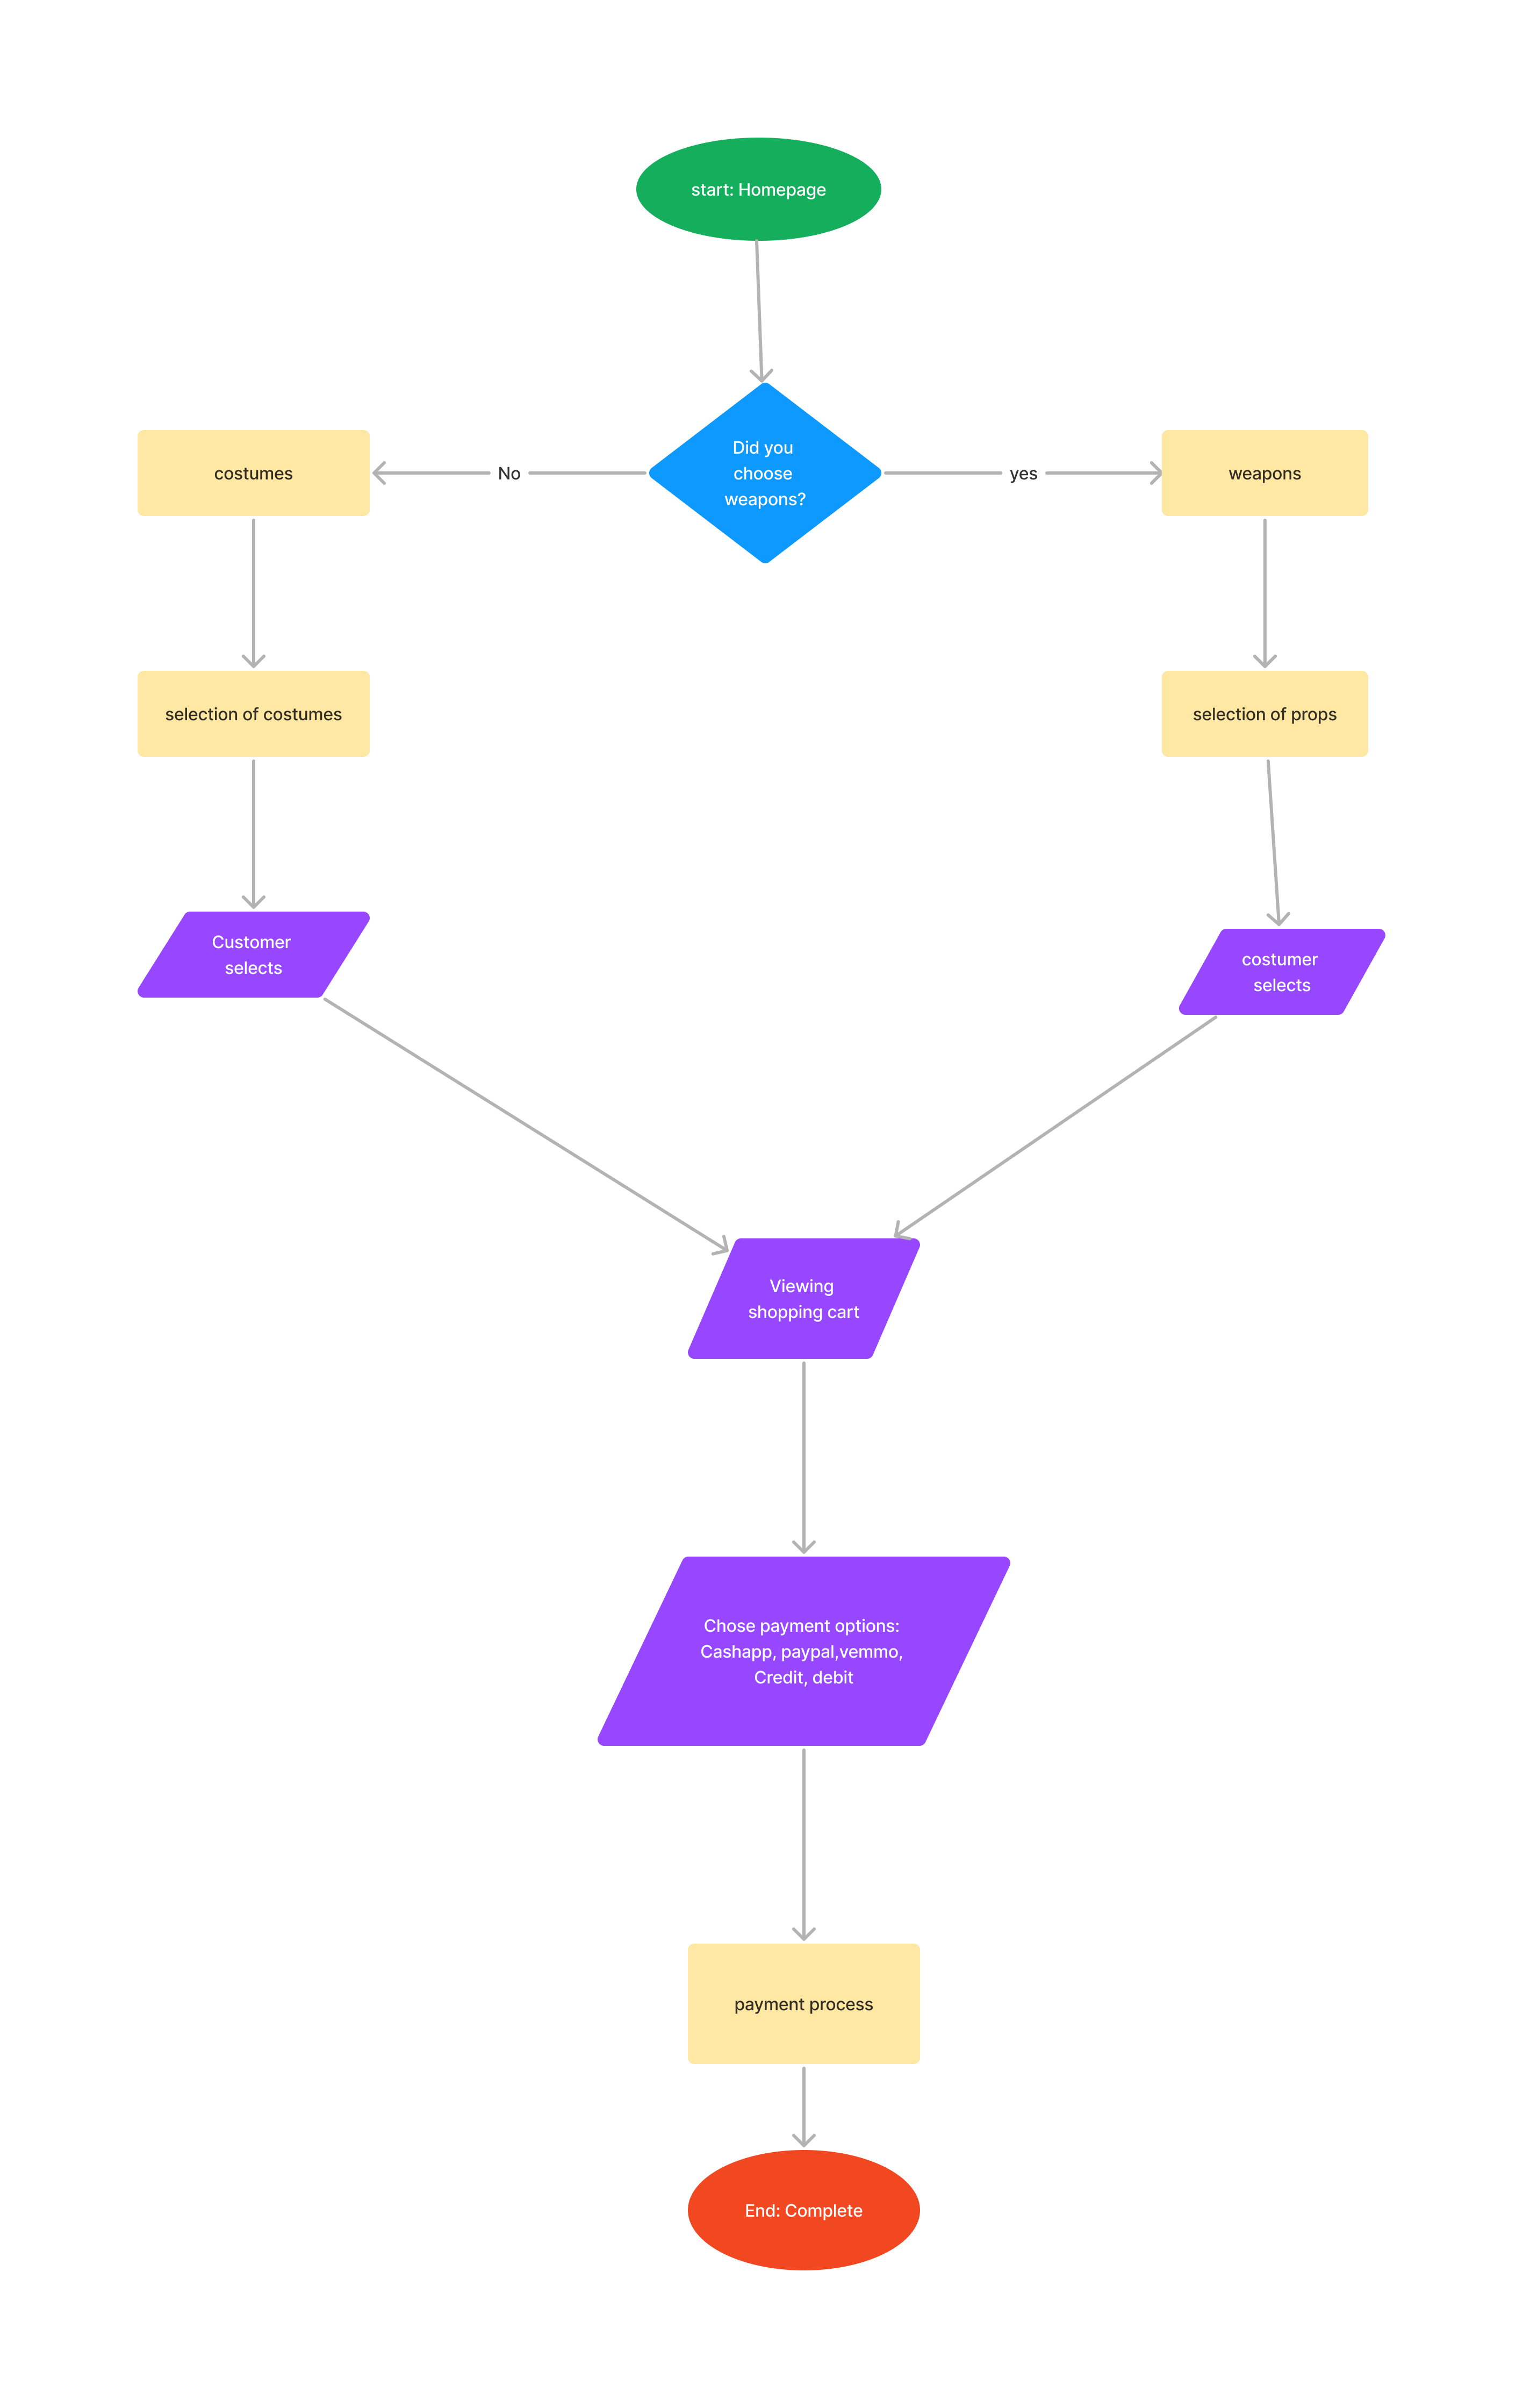 start: Homepage
Did you
choose
weapons?
costumes
No
yes
weapons
selection of costumes
selection of props
Customer
selects
costumer
selects
Viewing
shopping cart
Chose payment options:
Cashapp, paypal,vemmo,
Credit, debit
payment process
End: Complete